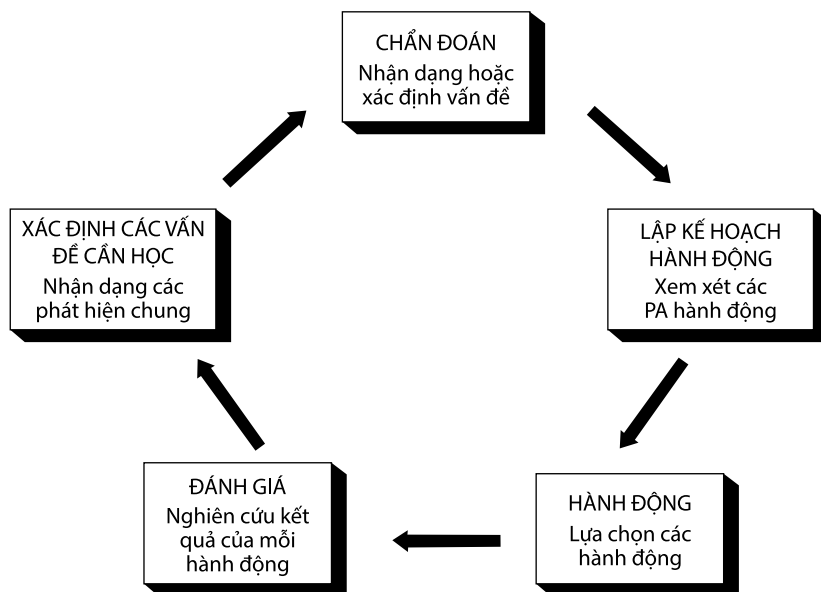 CHẨN ĐOÁN
Nhận dạng hoặc
xác định vấn đề
LẬP KẾ HOẠCH
HÀNH ĐỘNG
Xem xét các
PA hành động
HÀNH ĐỘNG
Lựa chọn các
hành động
ĐÁNH GIÁ
Nghiên cứu kết
quả của mỗi
hành động
XÁC ĐỊNH CÁC VẤN
ĐỀ CẦN HỌC
Nhận dạng các
phát hiện chung